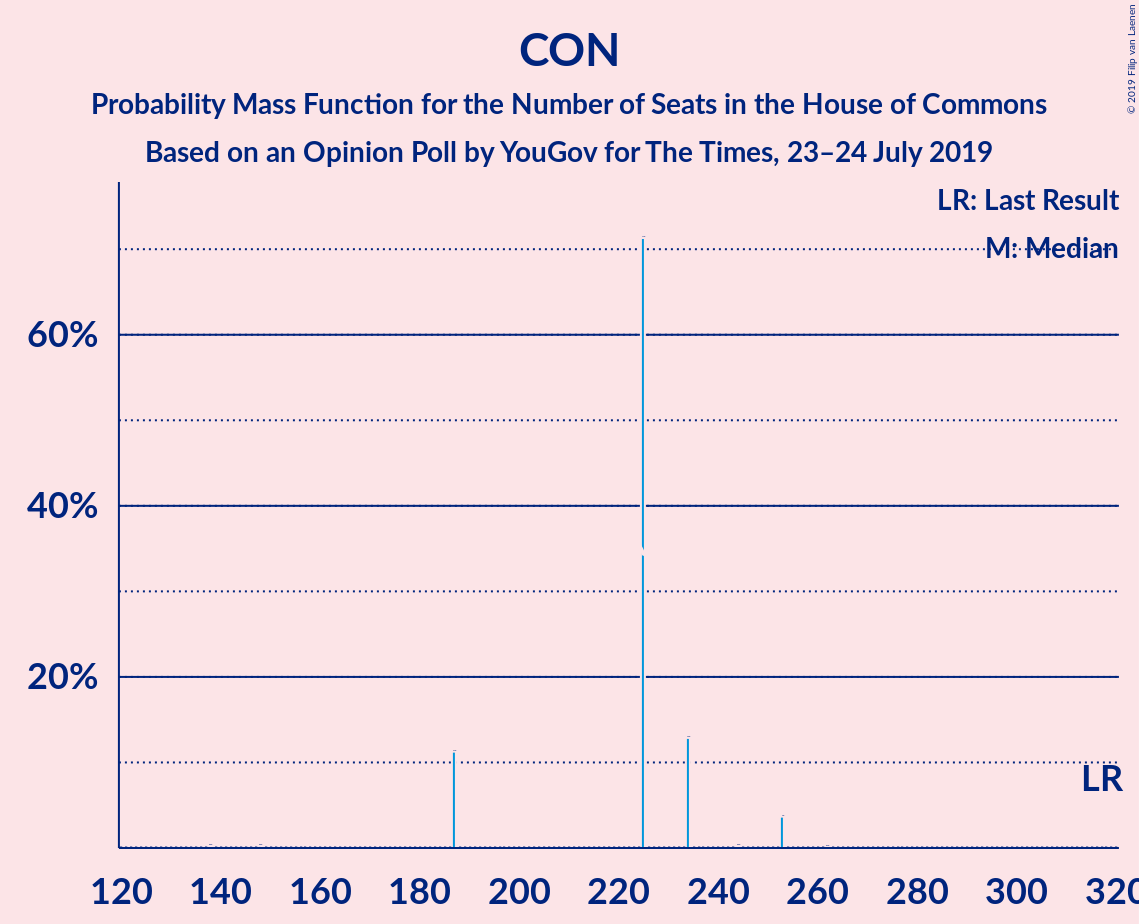 CON
Probability Mass Function for the Number of Seats in the House of Commons
Based on an Opinion Poll by YouGov for The Times, 23–24 July 2019
© 2019 Filip van Laenen
LR: Last Result
M: Median
60%
40%
20%
LR
120 140 160 180 200 220 240 260 280 300 320